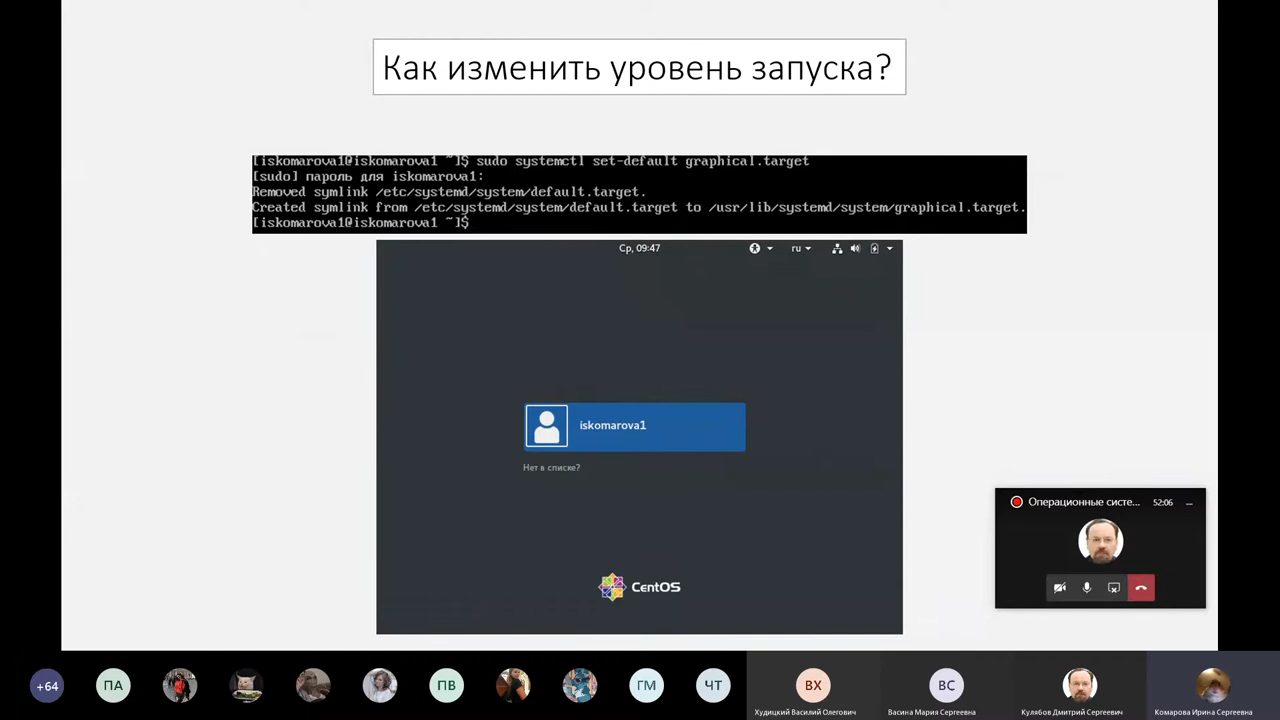 Как изменить уровень запуска?
[iskomarova1@iskomarova1 ~]$ sudo systemctl set-default graphical.target
[sudo] пароль для iskomarova1:
Removed symlink /etc/systemd/system/default.target.
Created symlink from /etc/systemd/system/default.target to /usr/lib/systemd/system/graphical.target.
[iskomarova1@iskomarova1 ~]$
Ср, 09:47
ru
iskomarova1
Нет в списке?
CentOS
Операционные систе... 52:06
+64 ПА ПВ ГМ ЧТ ВХ ВС
Худицкий Василий Олегович Васина Мария Сергеевна Кулябов Дмитрий Сергеевич Комарова Ирина Сергеевна